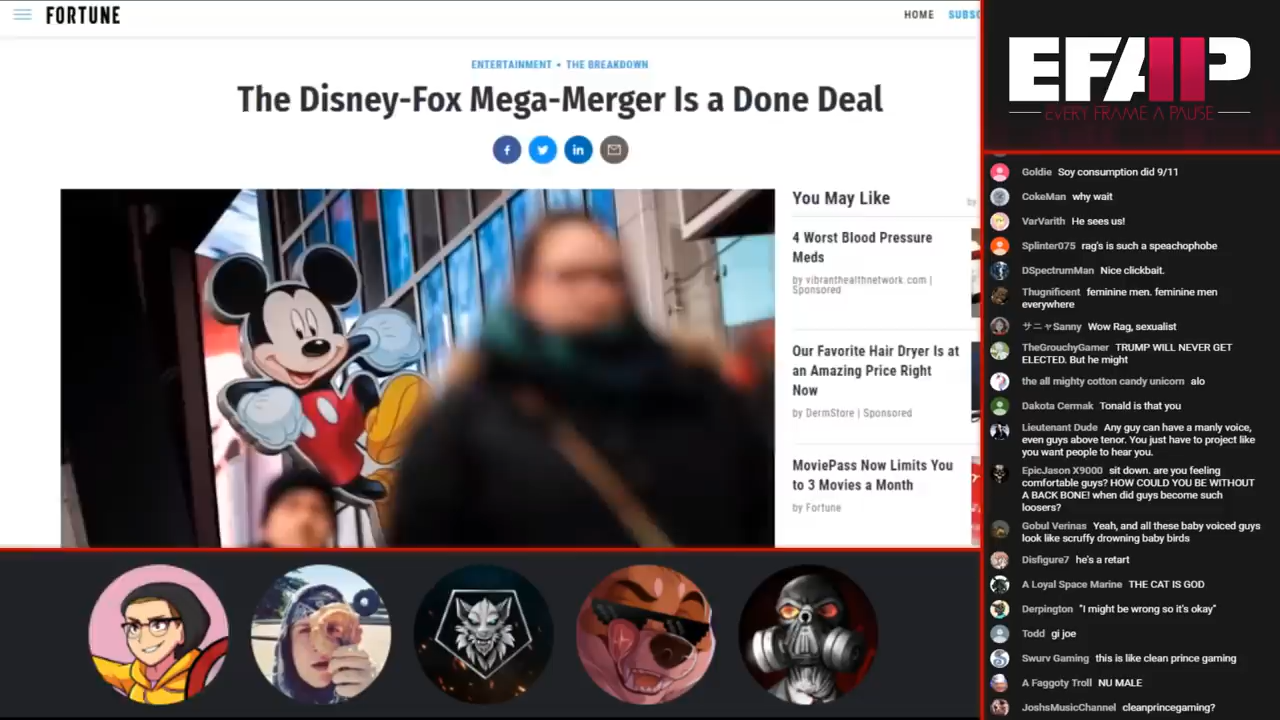 FORTUNE
HOME SUBSC
ENTERTAINMENT • THE BREAKDOWN
The Disney-Fox Mega-Merger Is a Done Deal
You May Like
by
4 Worst Blood Pressure
Meds
by vibranthealthnetwork.com |
Sponsored
Our Favorite Hair Dryer Is at
an Amazing Price Right
Now
by DermStore | Sponsored
MoviePass Now Limits You
to 3 Movies a Month
by Fortune
EFAP
EVERY FRAME A PAUSE
Goldie Soy consumption did 9/11
CokeMan why wait
VarVarith He sees us!
Splinter075 rag's is such a speachophobe
DSpectrumMan Nice clickbait.
Thugnificent feminine men. feminine men
everywhere
サニャSanny Wow Rag, sexualist
TheGrouchyGamer TRUMP WILL NEVER GET
ELECTED. But he might
the all mighty cotton candy unicorn alo
Dakota Cermak Tonald is that you
Lieutenant Dude Any guy can have a manly voice,
even guys above tenor. You just have to project like
you want people to hear you.
EpicJason X9000 sit down. are you feeling
comfortable guys? HOW COULD YOU BE WITHOUT
A BACK BONE! when did guys become such
loosers?
Gobul Verinas Yeah, and all these baby voiced guys
look like scruffy drowning baby birds
Disfigure7 he's a retart
A Loyal Space Marine THE CAT IS GOD
Derpington "I might be wrong so it's okay"
Todd gi joe
Swurv Gaming this is like clean prince gaming
A Faggoty Troll NU MALE
JoshsMusicChannel cleanprincegaming?